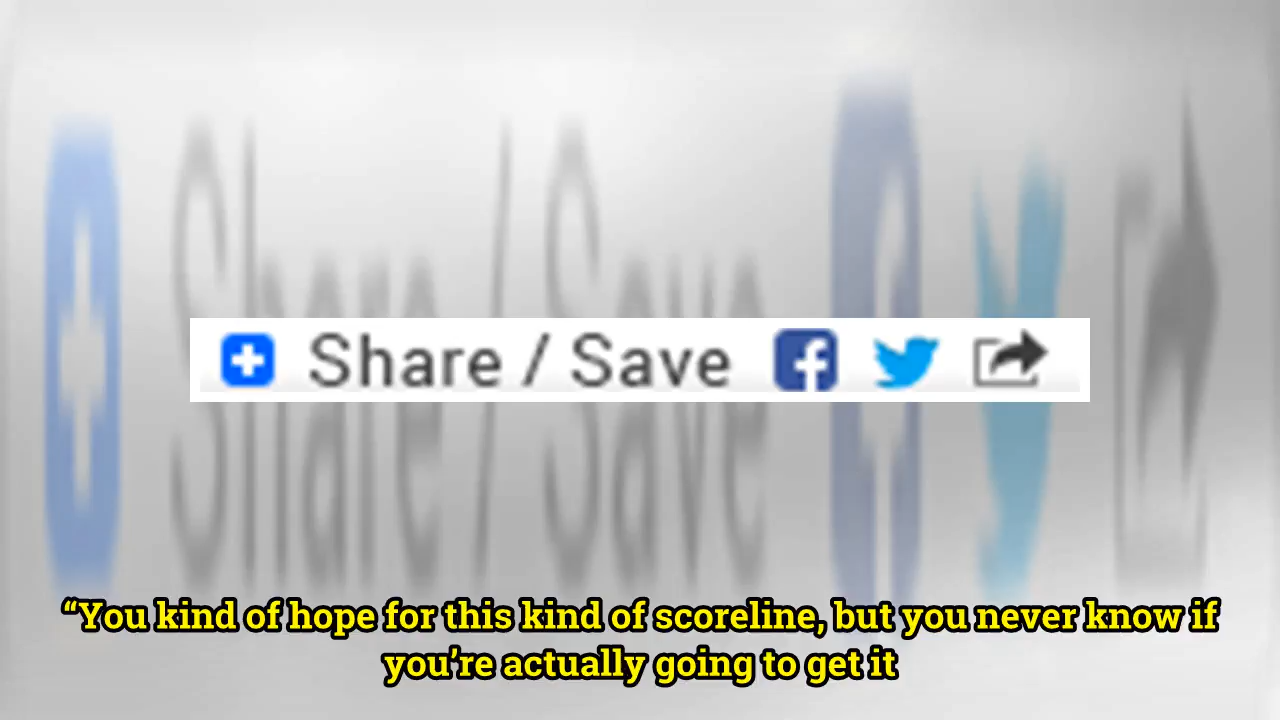 Share / Save
“You kind of hope for this kind of scoreline, but you never know if
you’re actually going to get it